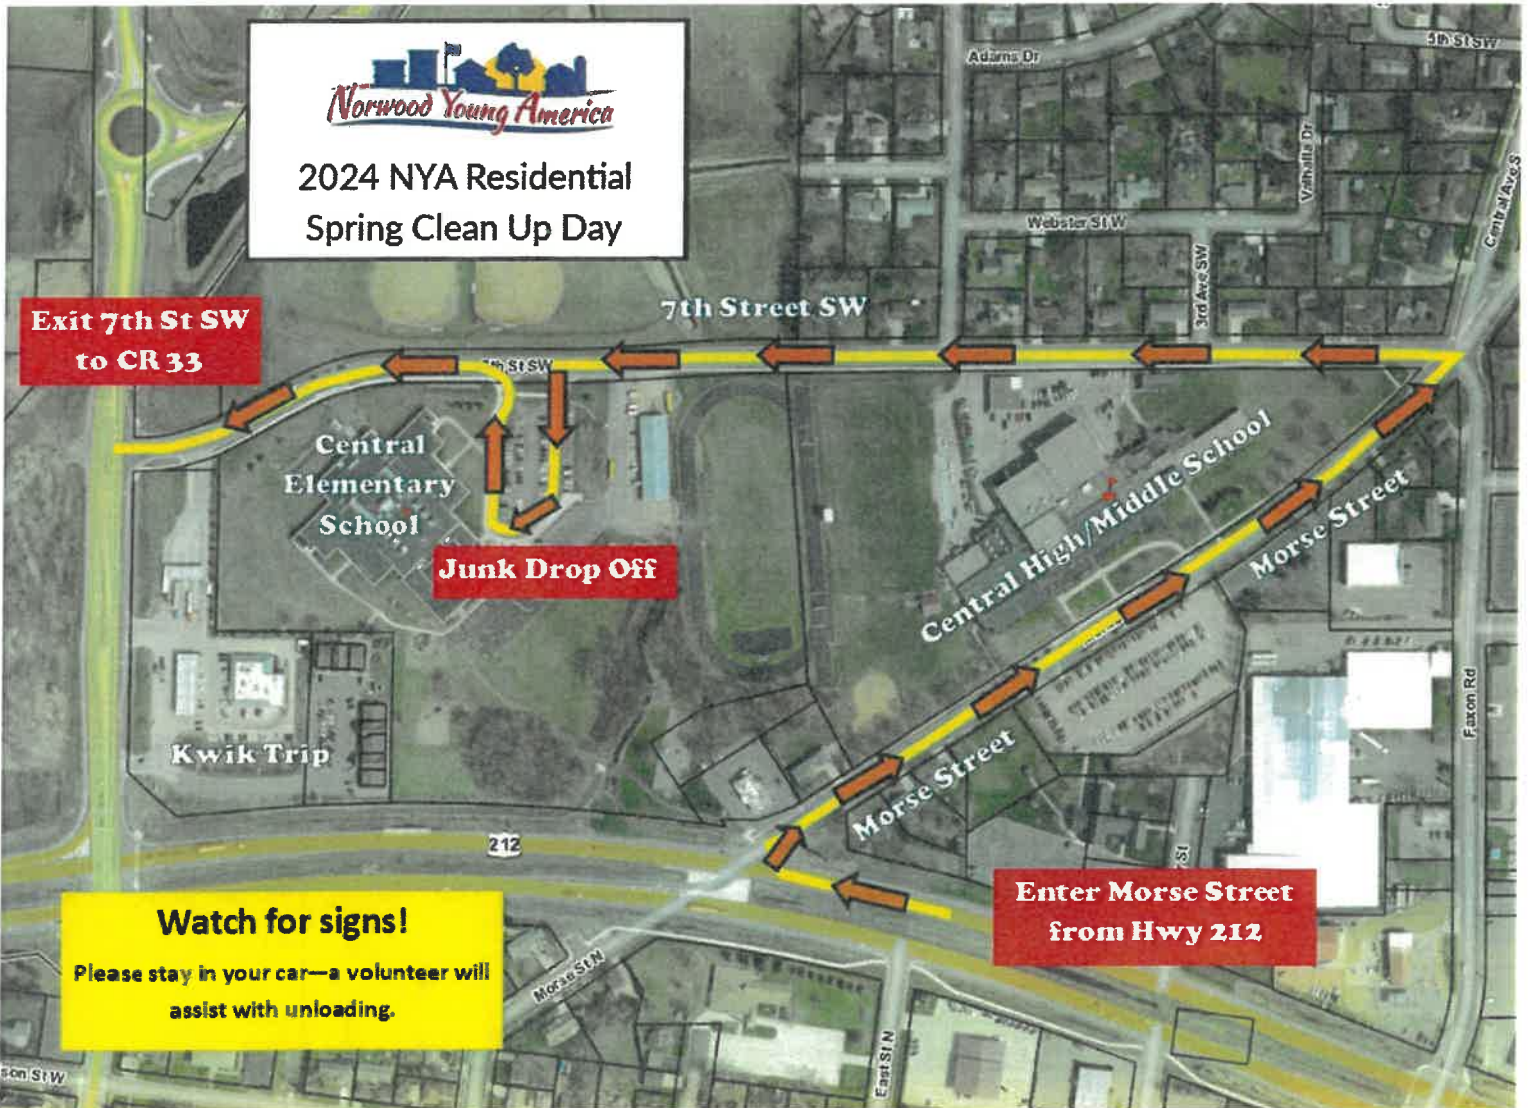 Norwood Young America
2024 NYA Residential
Spring Clean Up Day
Adams Dr
5th St SW
Valhalla Dr
Central Ave S
Webster St W
3rd Ave SW
7th Street SW
Exit 7th St SW
to CR 33
7th St SW
Central
Elementary
School
Junk Drop Off
Central High/Middle School
Morse Street
Faxon Rd
Kwik Trip
Morse Street
212
St
Enter Morse Street
from Hwy 212
Watch for signs!
Please stay in your car—a volunteer will
assist with unloading.
Morse St N
East St N
son St W